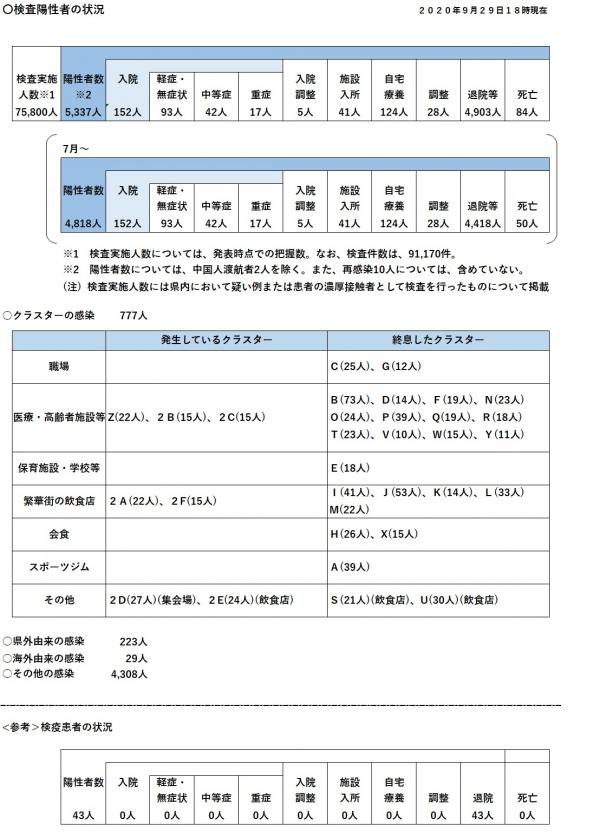 〇検査陽性者の状況
２０２０年９月２９日１８時現在
検査実施人数※1 陽性者数※2 入院 軽症・無症状 中等症 重症 入院調整 施設入所 自宅療養 調整 退院等 死亡
75,800人 5,337人 152人 93人 42人 17人 5人 41人 124人 28人 4,903人 84人
7月～
陽性者数 入院 軽症・無症状 中等症 重症 入院調整 施設入所 自宅療養 調整 退院等 死亡
4,818人 152人 93人 42人 17人 5人 41人 124人 28人 4,418人 50人
※1　検査実施人数については、発表時点での把握数。なお、検査件数は、91,170件。
※2　陽性者数については、中国人渡航者2人を除く。また、再感染10人については、含めていない。
（注）検査実施人数には県内において疑い例または患者の濃厚接触者として検査を行ったものについて掲載
〇クラスターの感染　777人
発生しているクラスター 終息したクラスター
職場 C（25人）、G（12人）
医療・高齢者施設等 Z（22人）、２B（15人）、２C（15人） B（73人）、D（14人）、F（19人）、N（23人）
O（24人）、P（39人）、Q（19人）、R（18人）
T（23人）、V（10人）、W（15人）、Y（11人）
保育施設・学校等 E（18人）
繁華街の飲食店 ２A（22人）、２F（15人） I（41人）、J（53人）、K（14人）、L（33人）
M（22人）
会食 H（26人）、X（15人）
スポーツジム A（39人）
その他 ２D（27人）（集会場）、２E（24人）（飲食店） S（21人）（飲食店）、U（30人）（飲食店）
〇県外由来の感染　223人
〇海外由来の感染　29人
〇その他の感染　4,308人
＜参考＞検疫患者の状況
陽性者数 入院 軽症・無症状 中等症 重症 入院調整 施設入所 自宅療養 調整 退院 死亡
43人 0人 0人 0人 0人 0人 0人 0人 0人 43人 0人